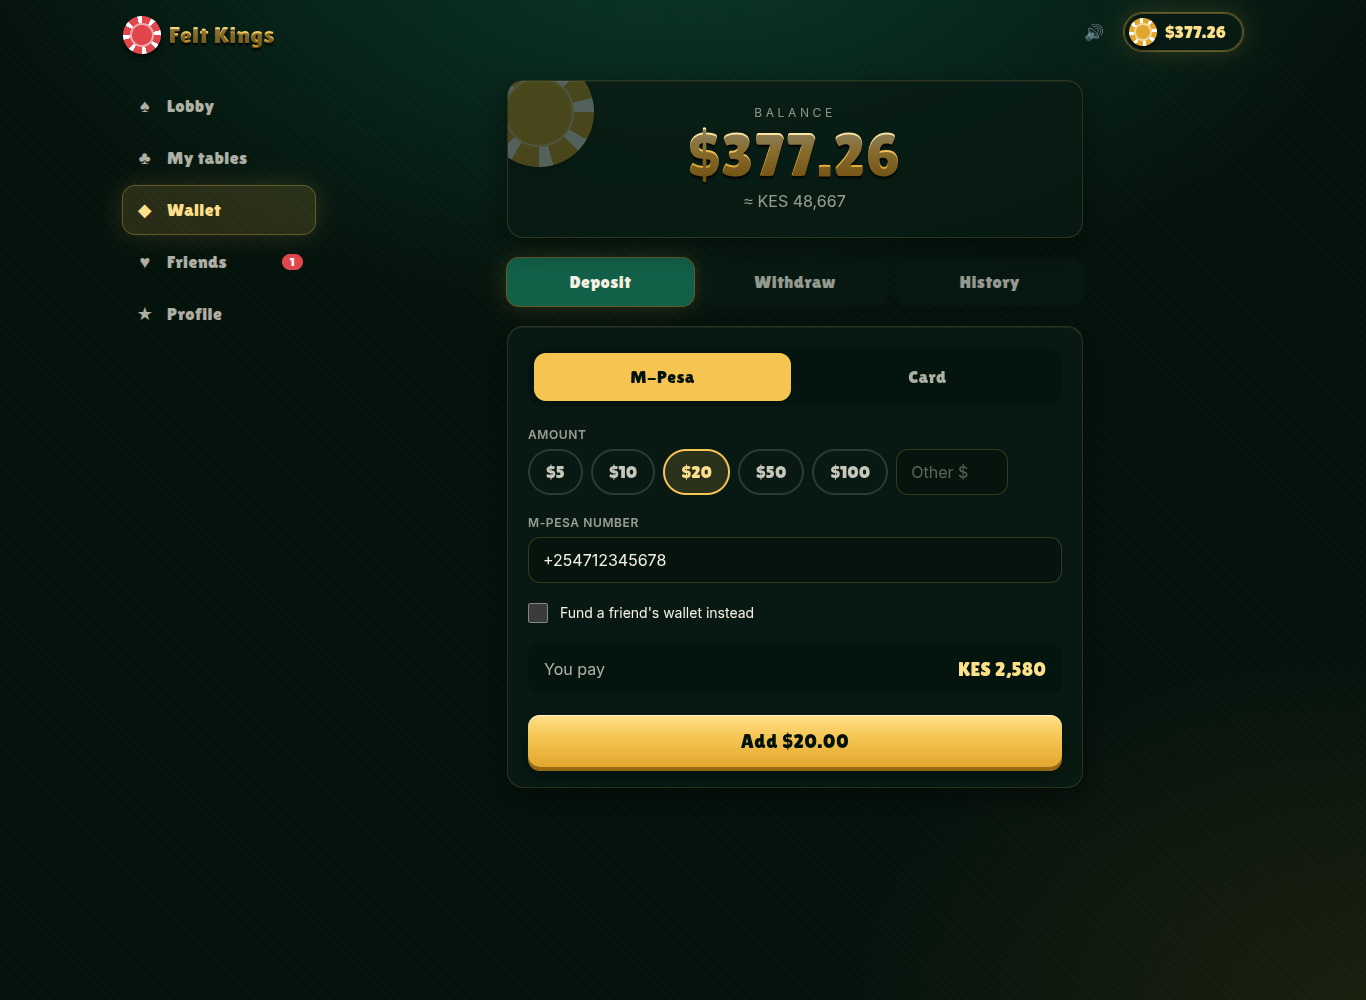 Felt Kings
$377.26
♠ Lobby
♣ My tables
◆ Wallet
♥ Friends 1
★ Profile
BALANCE
$377.26
≈ KES 48,667
Deposit Withdraw History
M-Pesa Card
AMOUNT
$5 $10 $20 $50 $100 Other $
M-PESA NUMBER
+254712345678
Fund a friend's wallet instead
You pay KES 2,580
Add $20.00